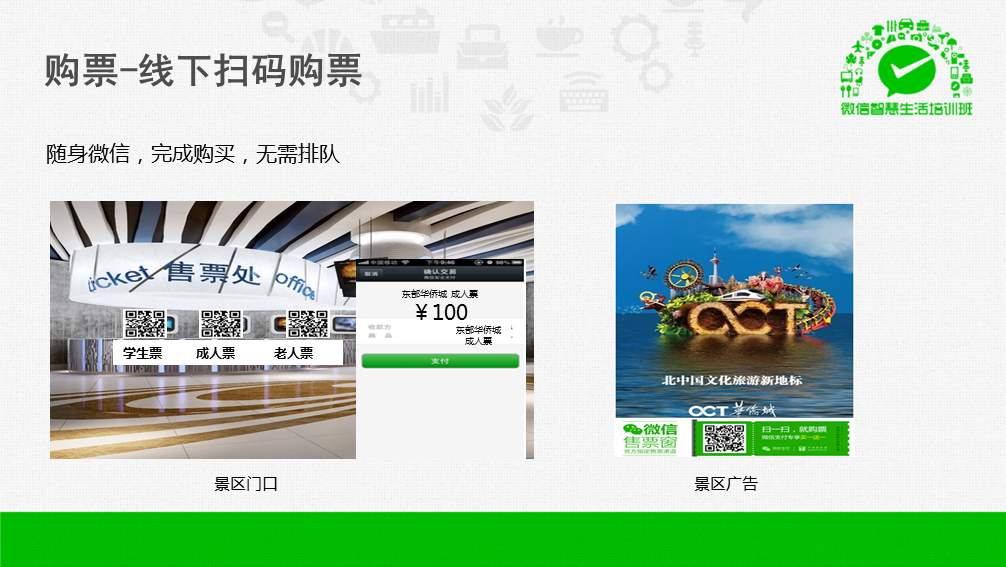 购票-线下扫码购票
微信智慧生活培训班
随身微信，完成购买，无需排队
Ticket 售票处 office
学生票 成人票 老人票
中国移动 下午9:46 96%
取消 确认交易
微信安全支付
东部华侨城 成人票
￥100
收款方 东部华侨城
商品 成人票
支付
OCT
北中国文化旅游新地标
OCT 华侨城
微信
售票窗
官方指定售票渠道
扫一扫，就购票
微信支付专享买一送一
景区门口
景区广告